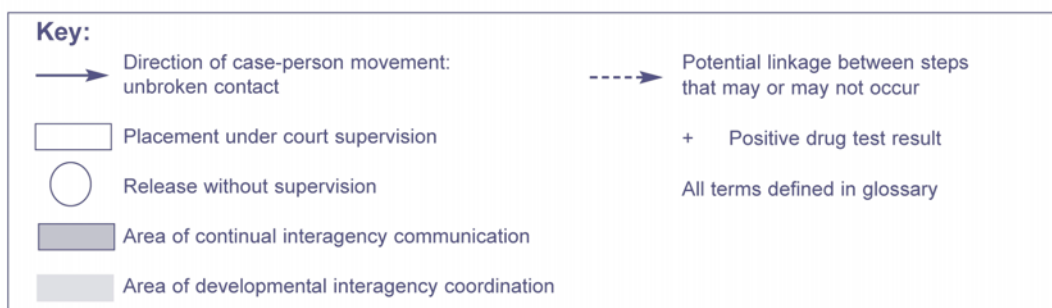 Key:
Direction of case-person movement:
unbroken contact
Placement under court supervision
Release without supervision
Area of continual interagency communication
Area of developmental interagency coordination
Potential linkage between steps
that may or may not occur
+ Positive drug test result
All terms defined in glossary